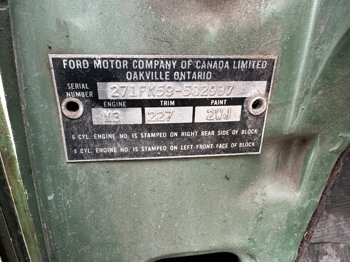 FORD MOTOR COMPANY OF CANADA LIMITED
OAKVILLE ONTARIO
SERIAL NUMBER
ENGINE TRIM PAINT
M3 227
6 CYL. ENGINE NO. IS STAMPED ON RIGHT REAR SIDE OF BLOCK
8 CYL. ENGINE NO. IS STAMPED ON LEFT FRONT FACE OF BLOCK